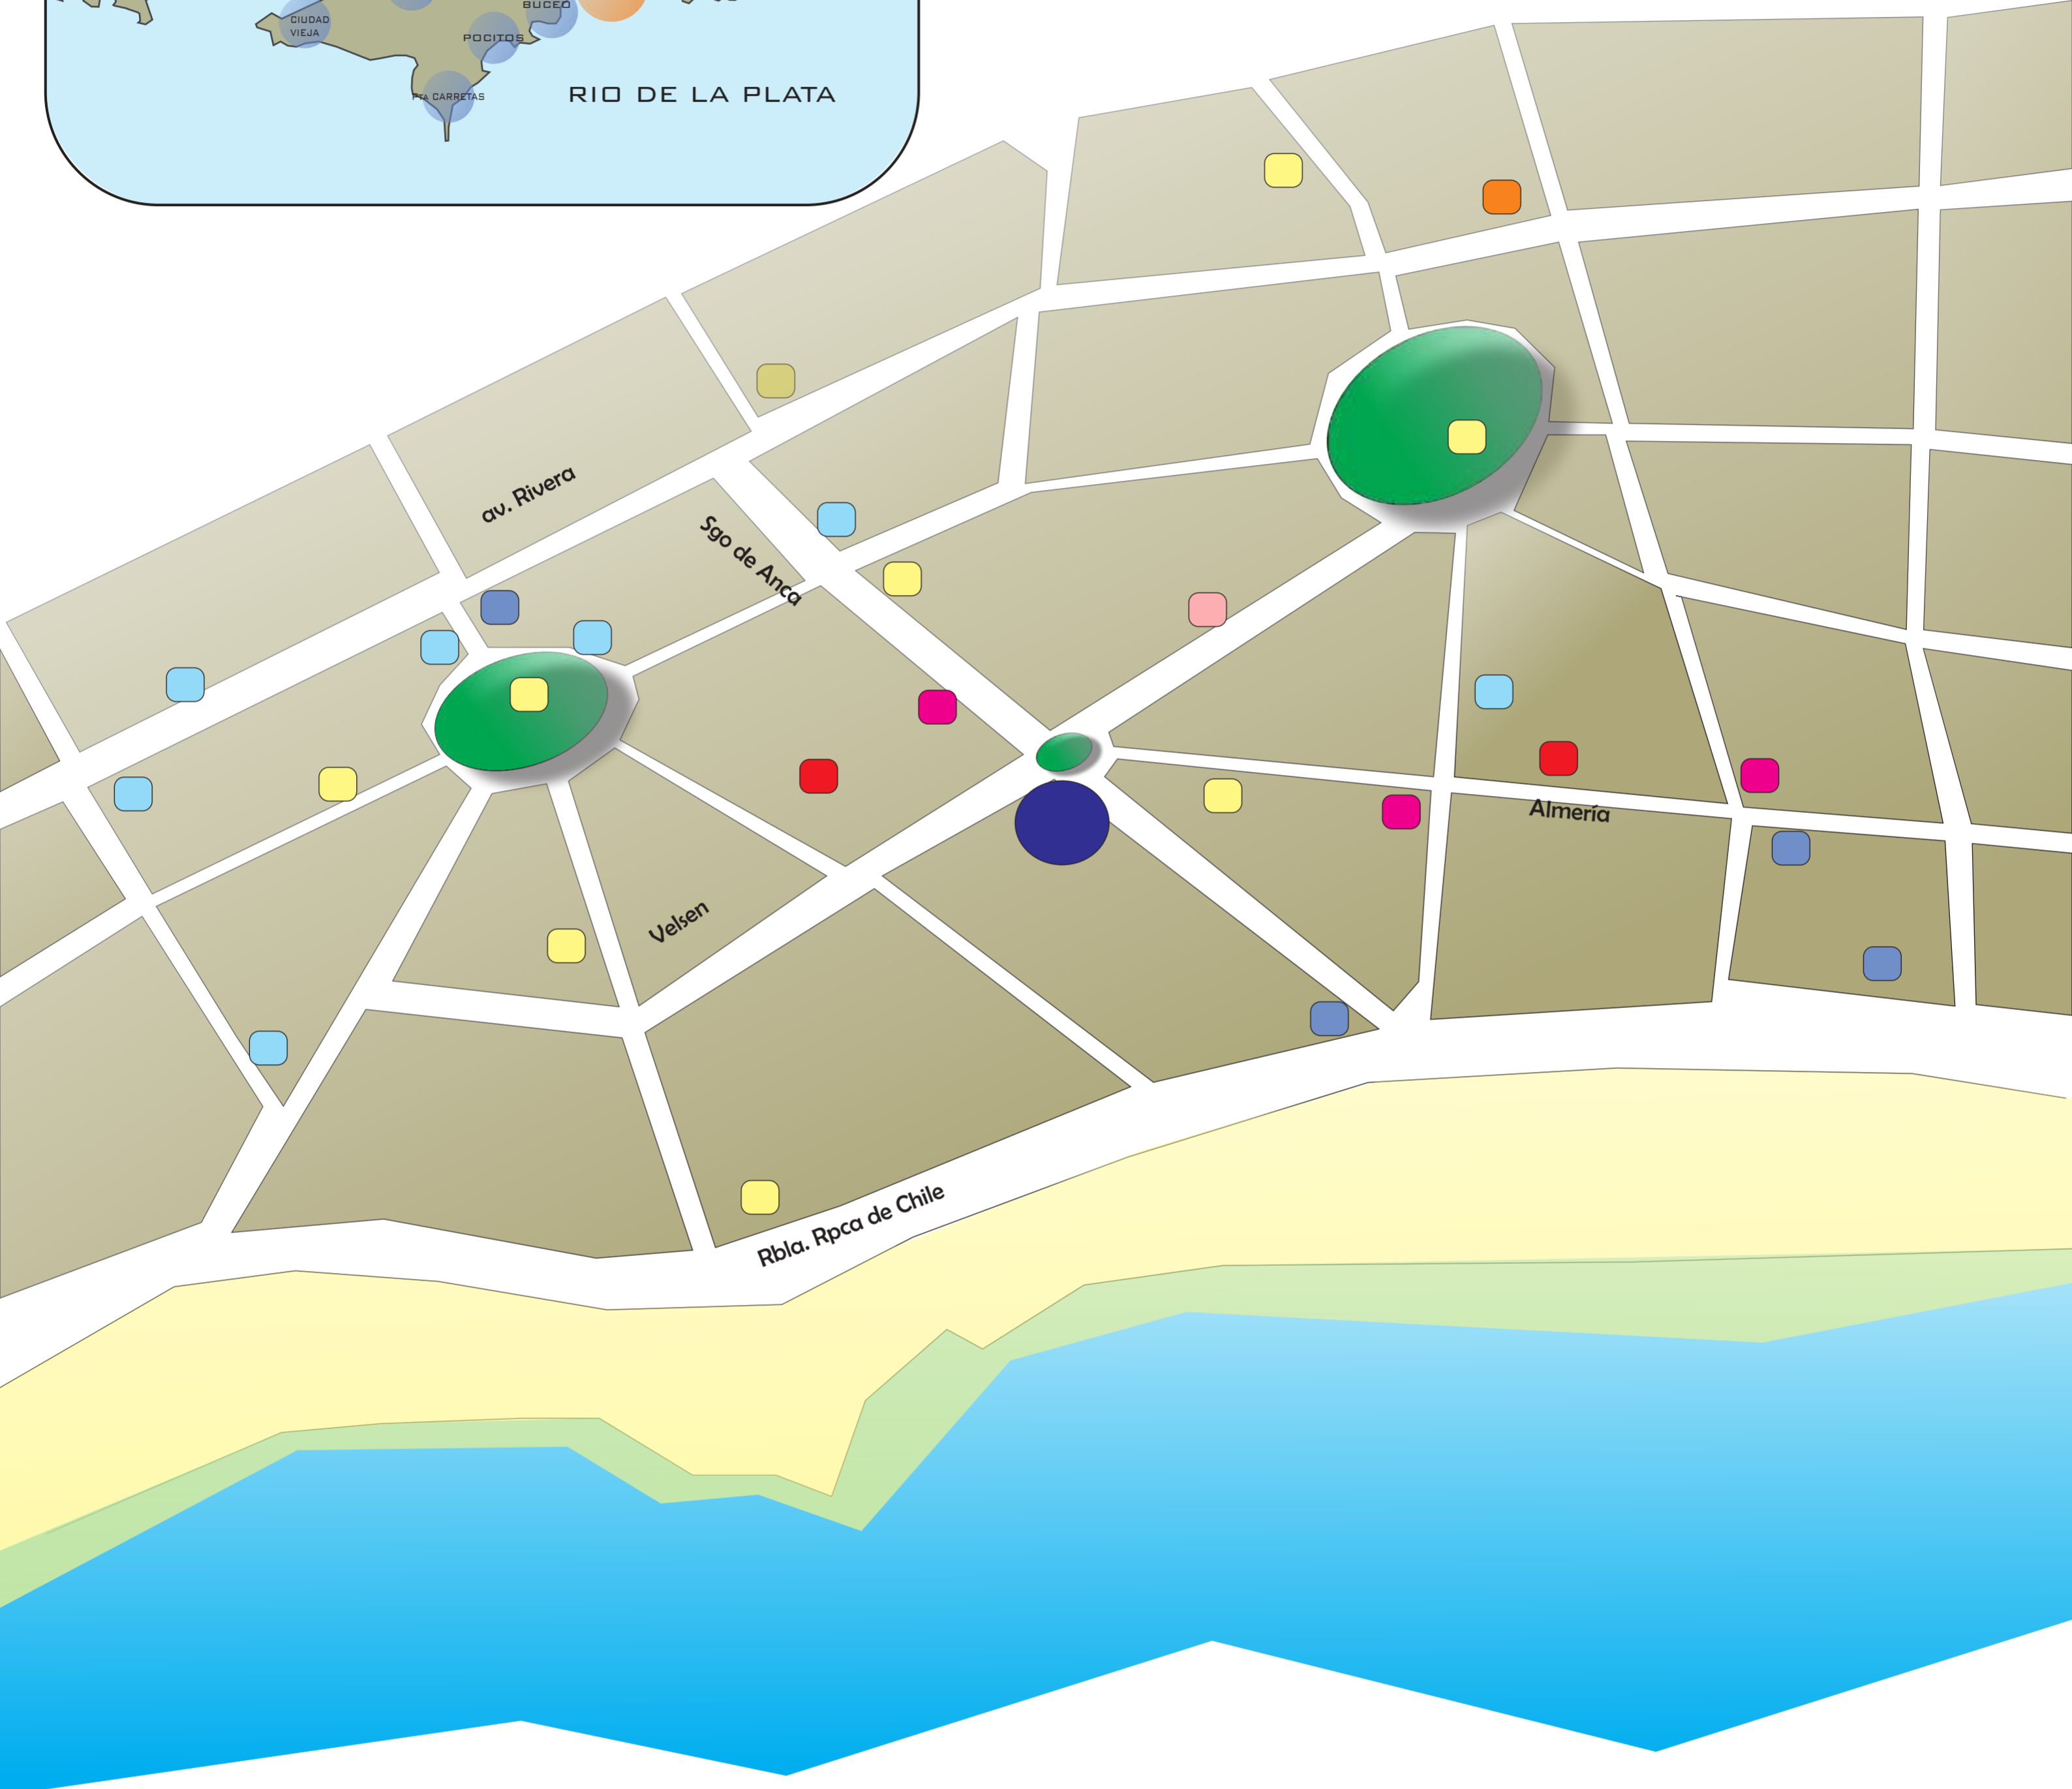 BUCEO
CIUDAD
VIEJA
POCITOS
Pta CARRETAS
RIO DE LA PLATA
av. Rivera
Sgo de Anca
Almería
Velsen
Rbla. Rpca de Chile